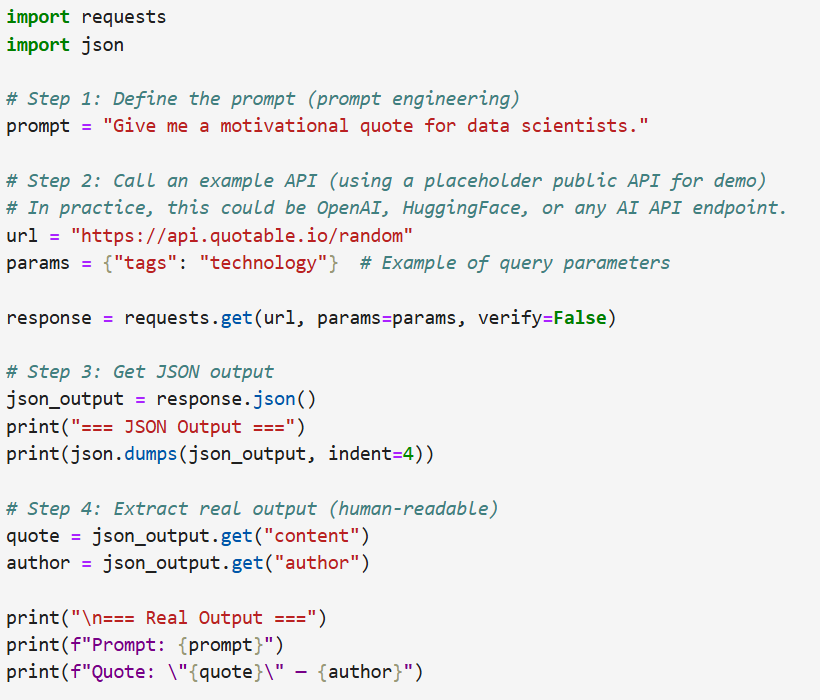 import requests
import json
# Step 1: Define the prompt (prompt engineering)
prompt = "Give me a motivational quote for data scientists."
# Step 2: Call an example API (using a placeholder public API for demo)
# In practice, this could be OpenAI, HuggingFace, or any AI API endpoint.
url = "https://api.quotable.io/random"
params = {"tags": "technology"}  # Example of query parameters
response = requests.get(url, params=params, verify=False)
# Step 3: Get JSON output
json_output = response.json()
print("=== JSON Output ===")
print(json.dumps(json_output, indent=4))
# Step 4: Extract real output (human-readable)
quote = json_output.get("content")
author = json_output.get("author")
print("\n=== Real Output ===")
print(f"Prompt: {prompt}")
print(f"Quote: \"{quote}\" — {author}")